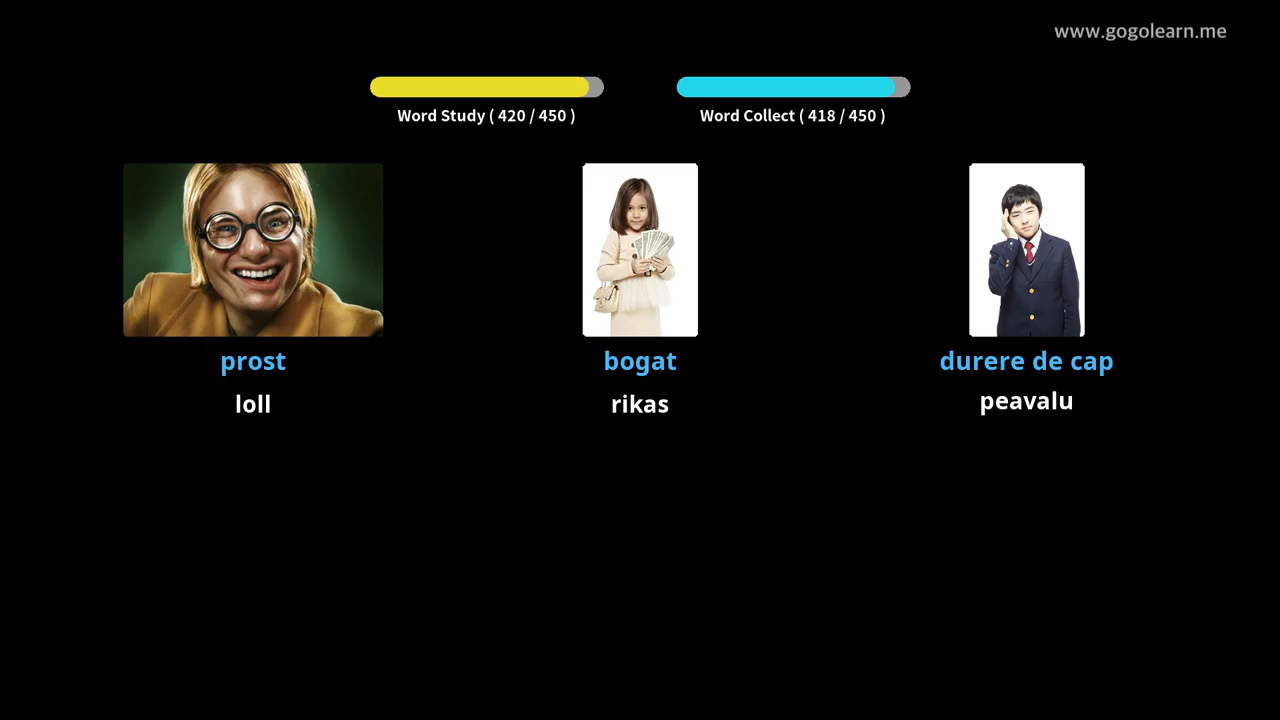 www.gogolearn.me
Word Study ( 420 / 450 )
Word Collect ( 418 / 450 )
prost
bogat
durere de cap
loll
rikas
peavalu